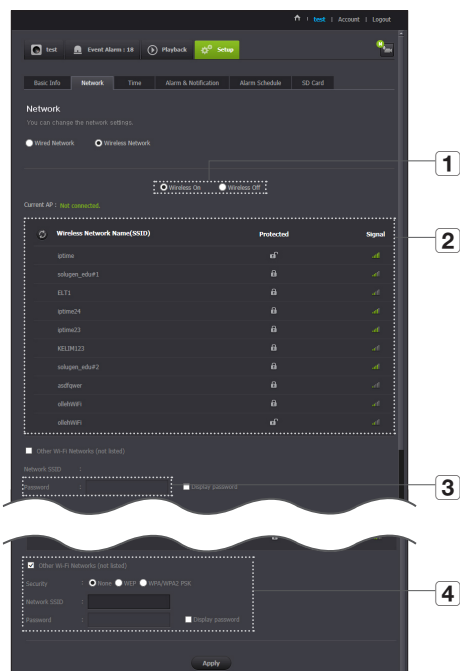 test | Account | Logout
test Event Alarm : 18 Playback Setup
N
Basic Info Network Time Alarm & Notification Alarm Schedule SD Card
Network
You can change the network settings.
Wired Network Wireless Network
1
Wireless On Wireless Off
Current AP : Not connected.
2
Wireless Network Name(SSID) Protected Signal
iptime
solugen_edu#1
ELT1
iptime24
iptime23
KELIM123
solugen_edu#2
asdfqwer
ollehWiFi
ollehWiFi
Other Wi-Fi Networks (not listed)
Network SSID :
Password : Display password
3
Other Wi-Fi Networks (not listed)
Security : None WEP WPA/WPA2 PSK
4
Network SSID :
Password : Display password
Apply